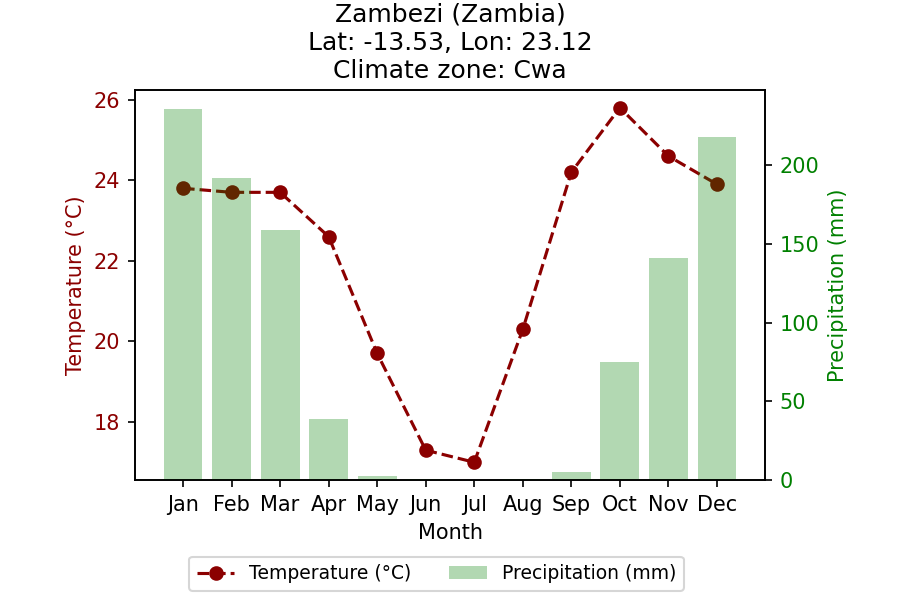 Zambezi (Zambia)
Lat: -13.53, Lon: 23.12
Climate zone: Cwa
26
24
22
20
18
Temperature (°C)
200
150
100
50
0
Precipitation (mm)
Jan Feb Mar Apr May Jun Jul Aug Sep Oct Nov Dec
Month
Temperature (°C) Precipitation (mm)